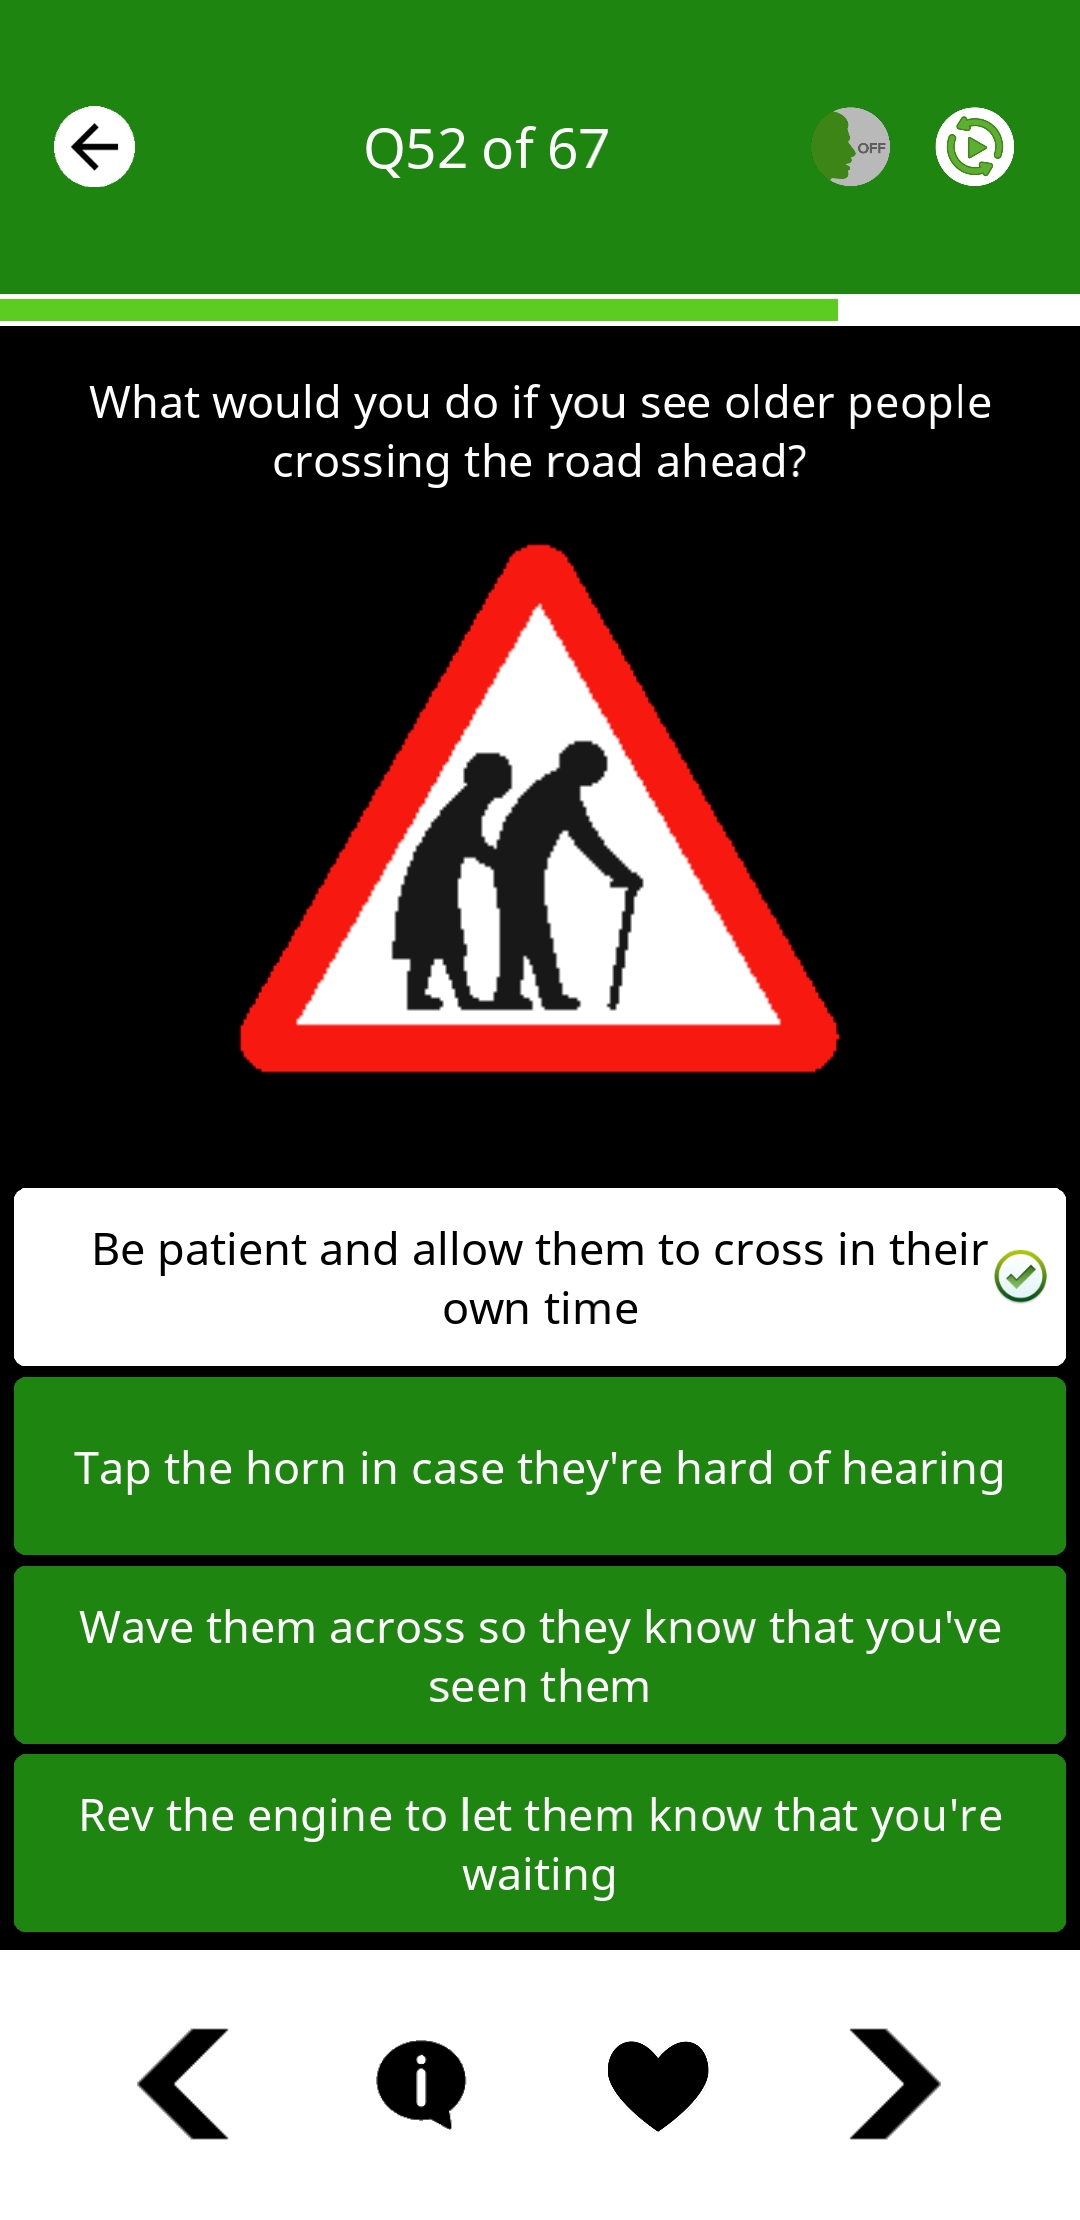 Q52 of 67
OFF
What would you do if you see older people
crossing the road ahead?
Be patient and allow them to cross in their
own time
Tap the horn in case they're hard of hearing
Wave them across so they know that you've
seen them
Rev the engine to let them know that you're
waiting